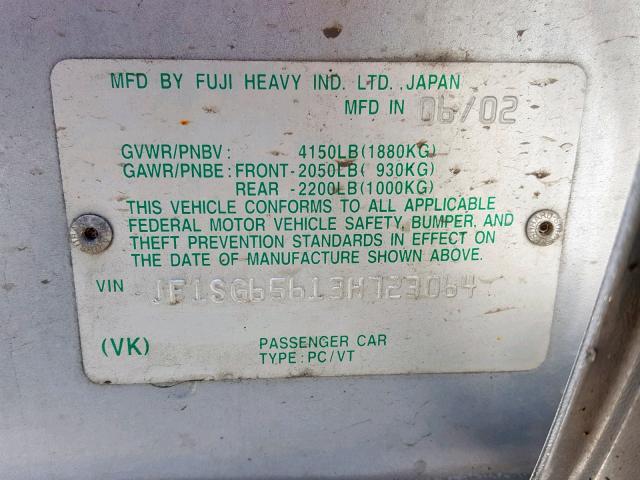 MFD BY FUJI HEAVY IND. LTD., JAPAN
MFD IN 06/02
GVWR/PNBV: 4150LB(1880KG)
GAWR/PNBE: FRONT-2050LB( 930KG)
REAR -2200LB(1000KG)
THIS VEHICLE CONFORMS TO ALL APPLICABLE
FEDERAL MOTOR VEHICLE SAFETY, BUMPER, AND
THEFT PREVENTION STANDARDS IN EFFECT ON
THE DATE OF MANUFACTURE SHOWN ABOVE.
VIN JF1SG65613H723064
(VK) PASSENGER CAR
TYPE: PC/VT